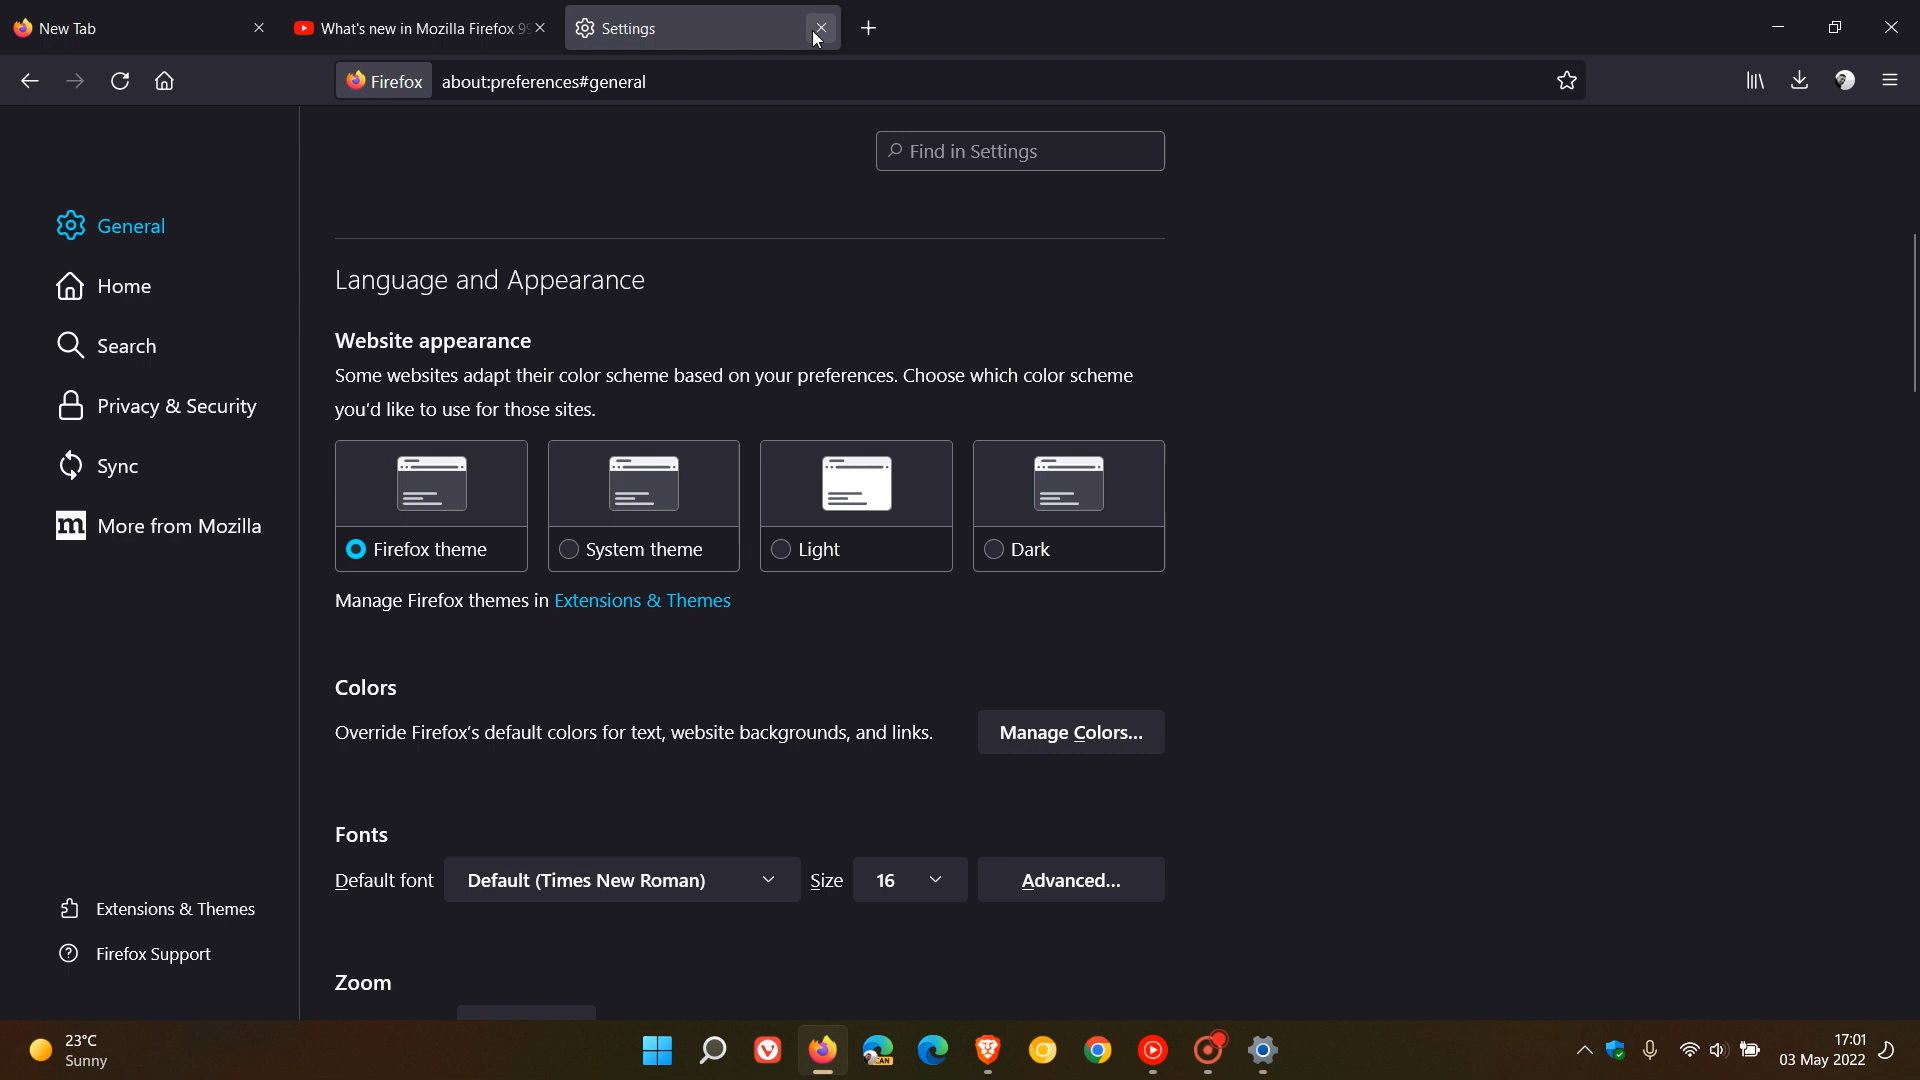 New Tab
What's new in Mozilla Firefox 99
Settings
Firefox about:preferences#general
Find in Settings
General
Home
Search
Privacy & Security
Sync
m More from Mozilla
Extensions & Themes
Firefox Support
Language and Appearance
Website appearance
Some websites adapt their color scheme based on your preferences. Choose which color scheme
you'd like to use for those sites.
Firefox theme
System theme
Light
Dark
Manage Firefox themes in Extensions & Themes
Colors
Override Firefox's default colors for text, website backgrounds, and links.
Manage Colors...
Fonts
Default font Default (Times New Roman) Size 16 Advanced...
Zoom
23°C
Sunny
CAN
17:01
03 May 2022